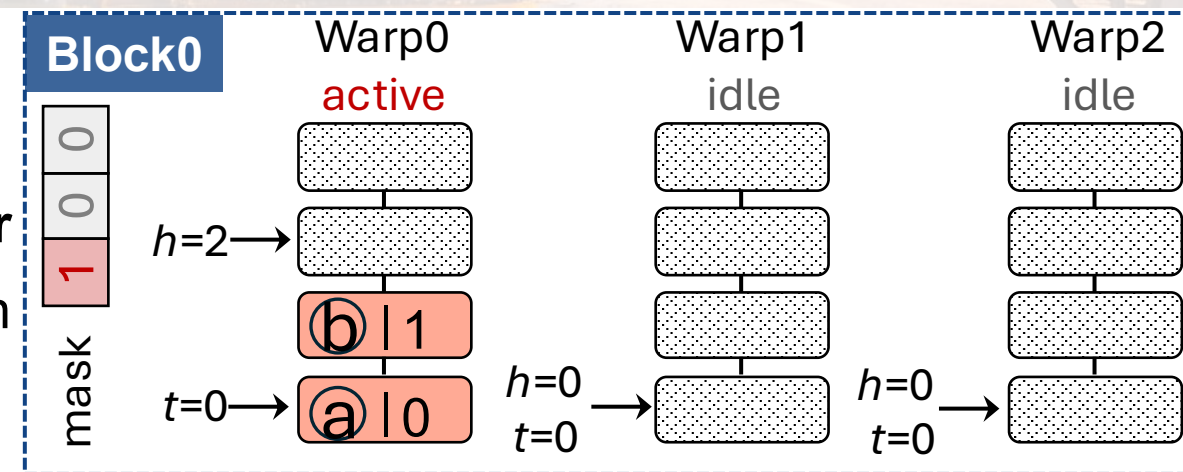 Block0
Warp0
Warp1
Warp2
active
idle
idle
0
0
1
mask
r
n
h=2
b | 1
t=0
a | 0
h=0
t=0
h=0
t=0